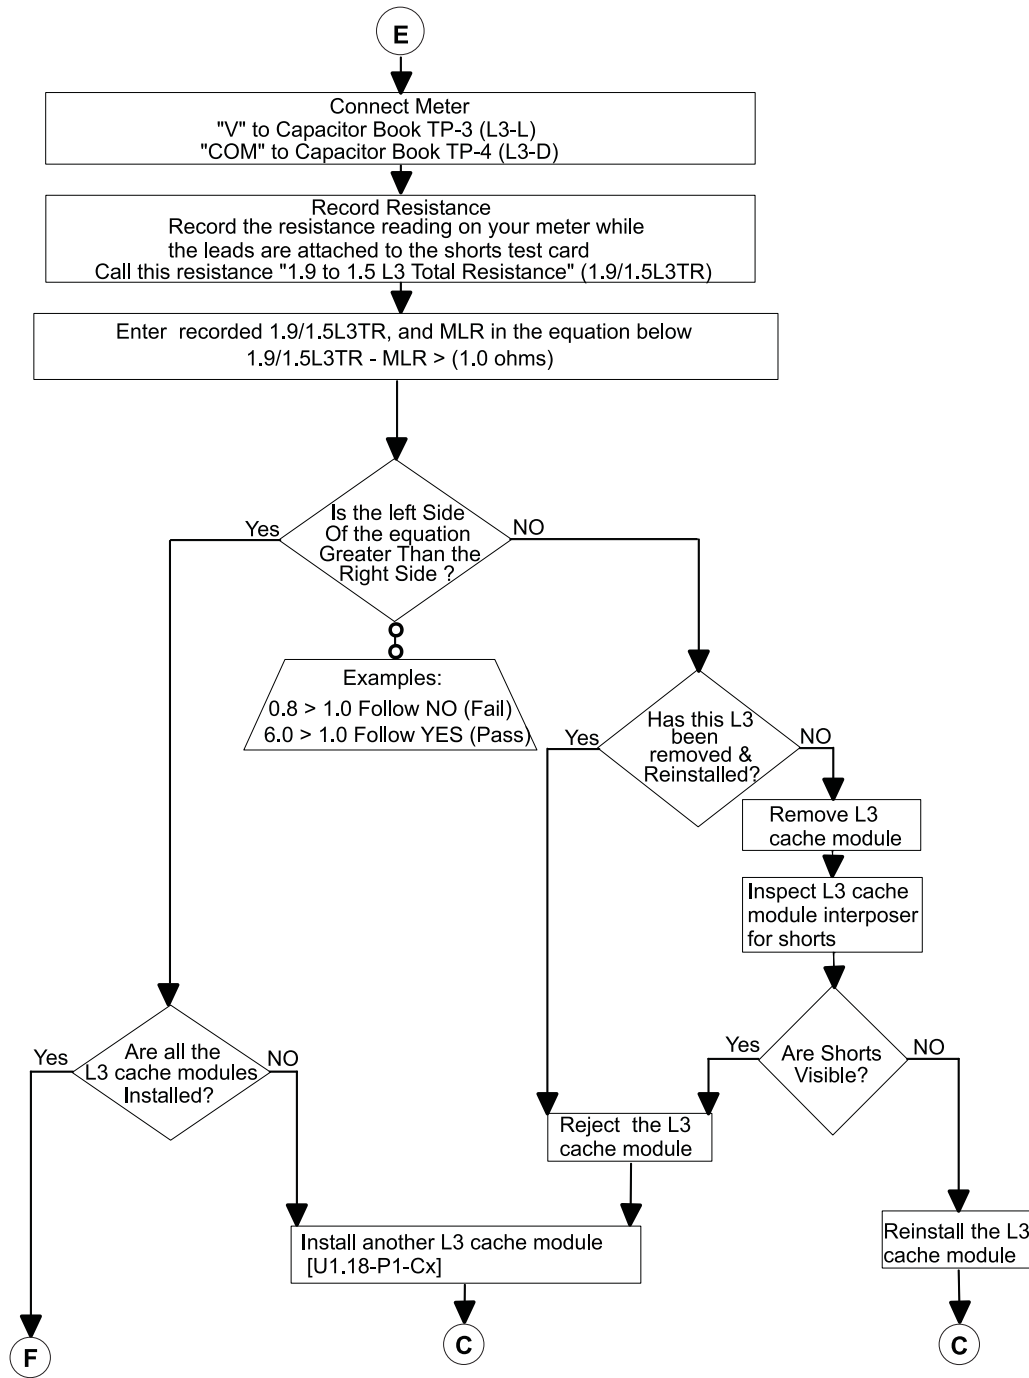 E
Connect Meter
"V" to Capacitor Book TP-3 (L3-L)
"COM" to Capacitor Book TP-4 (L3-D)
Record Resistance
Record the resistance reading on your meter while
the leads are attached to the shorts test card
Call this resistance "1.9 to 1.5 L3 Total Resistance" (1.9/1.5L3TR)
Enter recorded 1.9/1.5L3TR, and MLR in the equation below
1.9/1.5L3TR - MLR > (1.0 ohms)
Is the left Side
Of the equation
Greater Than the
Right Side ?
Yes
NO
Examples:
0.8 > 1.0 Follow NO (Fail)
6.0 > 1.0 Follow YES (Pass)
Has this L3
been
removed &
Reinstalled?
Yes
NO
Remove L3
cache module
Inspect L3 cache
module interposer
for shorts
Are Shorts
Visible?
Yes
NO
Are all the
L3 cache modules
Installed?
Yes
NO
Reject the L3
cache module
Install another L3 cache module
[U1.18-P1-Cx]
Reinstall the L3
cache module
F
C
C